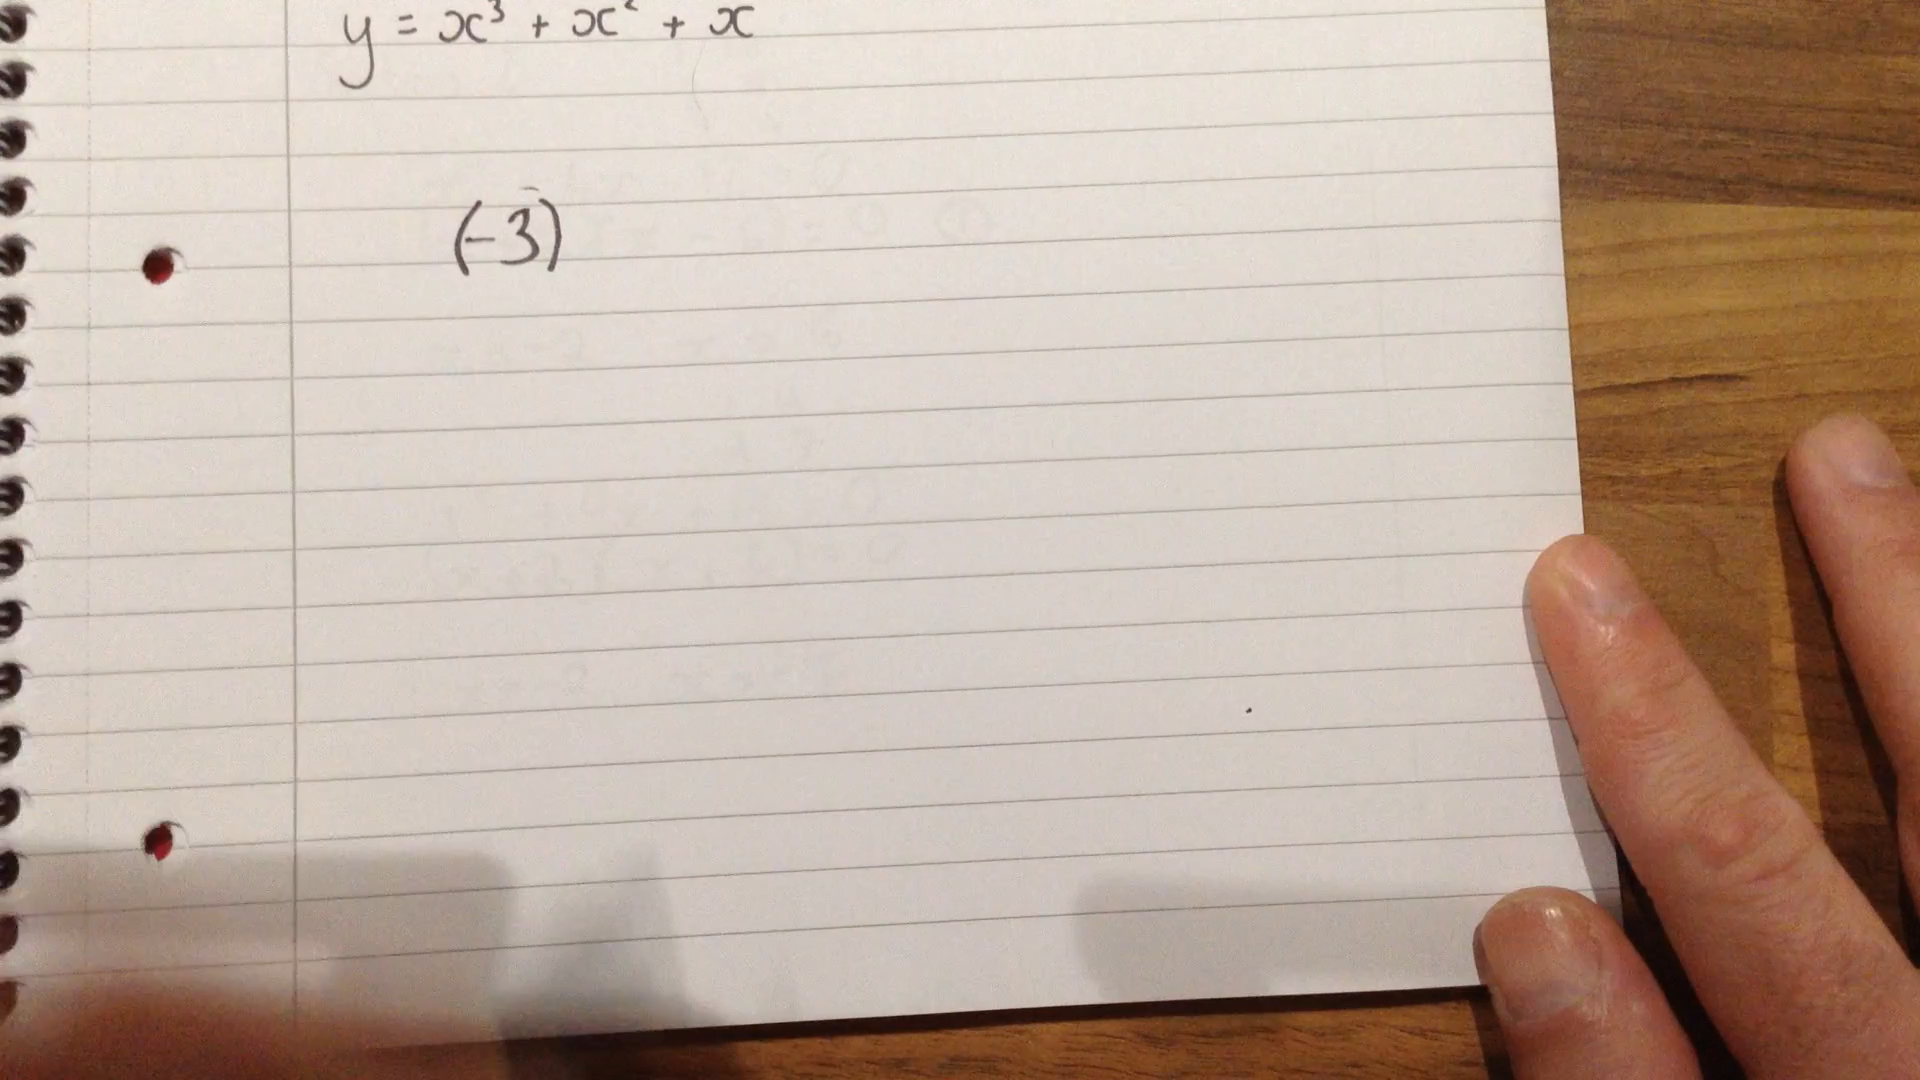 y = x³ + x² + x
(-3)